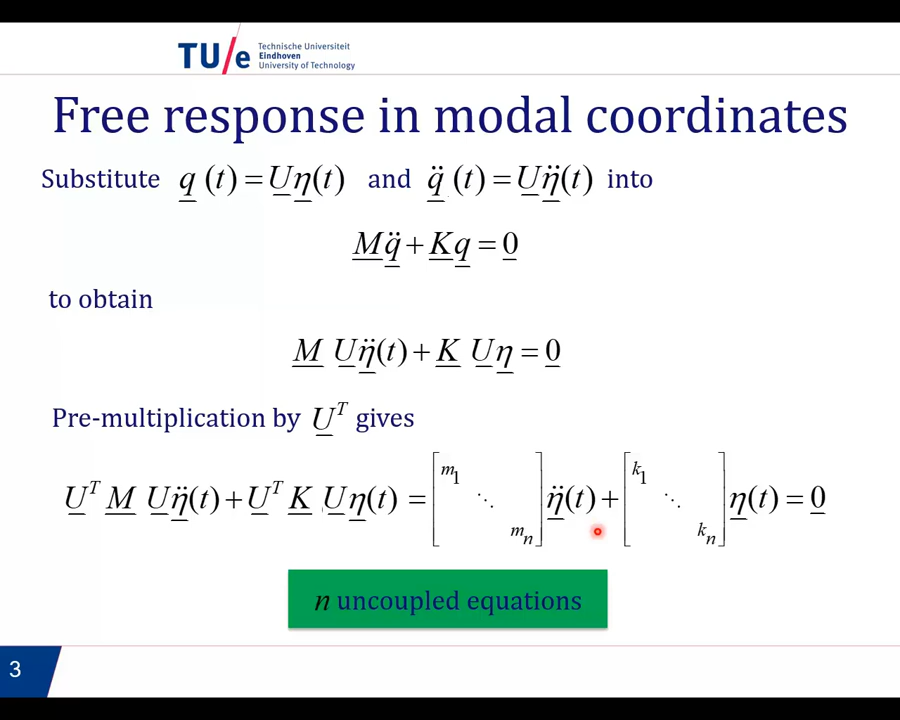 TU/e Technische Universiteit
Eindhoven
University of Technology
Free response in modal coordinates
Substitute q (t) = Uη(t) and q̈ (t) = Uη̈(t) into
Mq̈ + Kq = 0
to obtain
M Uη̈(t) + K Uη = 0
Pre-multiplication by U^T gives
U^T M Uη̈(t) + U^T K Uη(t) = [m₁ ⋱ mₙ] η̈(t) + [k₁ ⋱ kₙ] η(t) = 0
n uncoupled equations
3